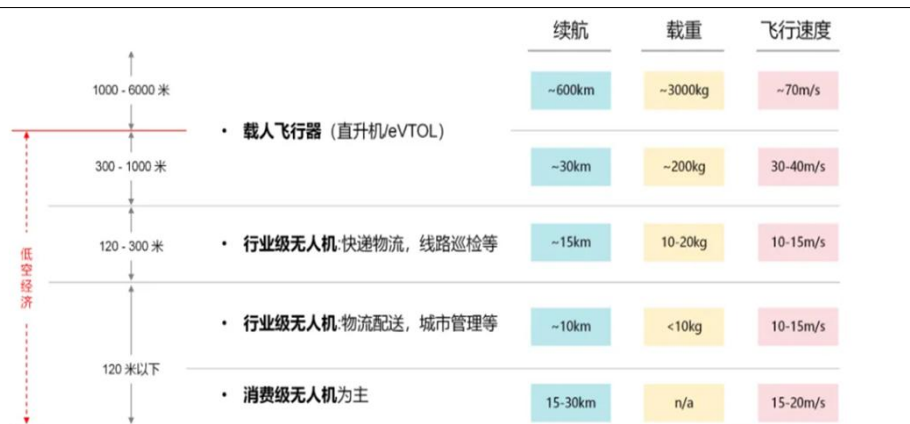 续航 载重 飞行速度
1000 - 6000 米 ~600km ~3000kg ~70m/s
• 载人飞行器（直升机/eVTOL）
300 - 1000 米 ~30km ~200kg 30-40m/s
120 - 300 米 • 行业级无人机:快递物流，线路巡检等 ~15km 10-20kg 10-15m/s
低空经济
• 行业级无人机:物流配送，城市管理等 ~10km <10kg 10-15m/s
120 米以下
• 消费级无人机为主 15-30km n/a 15-20m/s